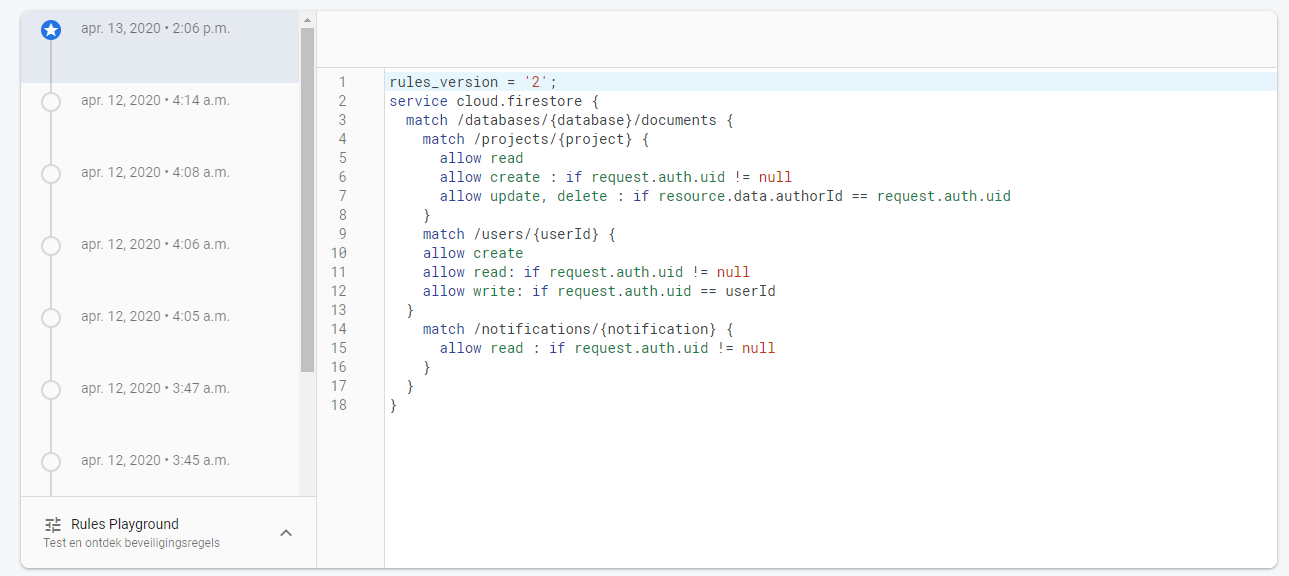 apr. 13, 2020 • 2:06 p.m.
apr. 12, 2020 • 4:14 a.m.
apr. 12, 2020 • 4:08 a.m.
apr. 12, 2020 • 4:06 a.m.
apr. 12, 2020 • 4:05 a.m.
apr. 12, 2020 • 3:47 a.m.
apr. 12, 2020 • 3:45 a.m.
Rules Playground
Test en ontdek beveiligingsregels
1 rules_version = '2';
2 service cloud.firestore {
3   match /databases/{database}/documents {
4     match /projects/{project} {
5       allow read
6       allow create : if request.auth.uid != null
7       allow update, delete : if resource.data.authorId == request.auth.uid
8     }
9     match /users/{userId} {
10     allow create
11     allow read: if request.auth.uid != null
12     allow write: if request.auth.uid == userId
13   }
14     match /notifications/{notification} {
15       allow read : if request.auth.uid != null
16     }
17   }
18 }